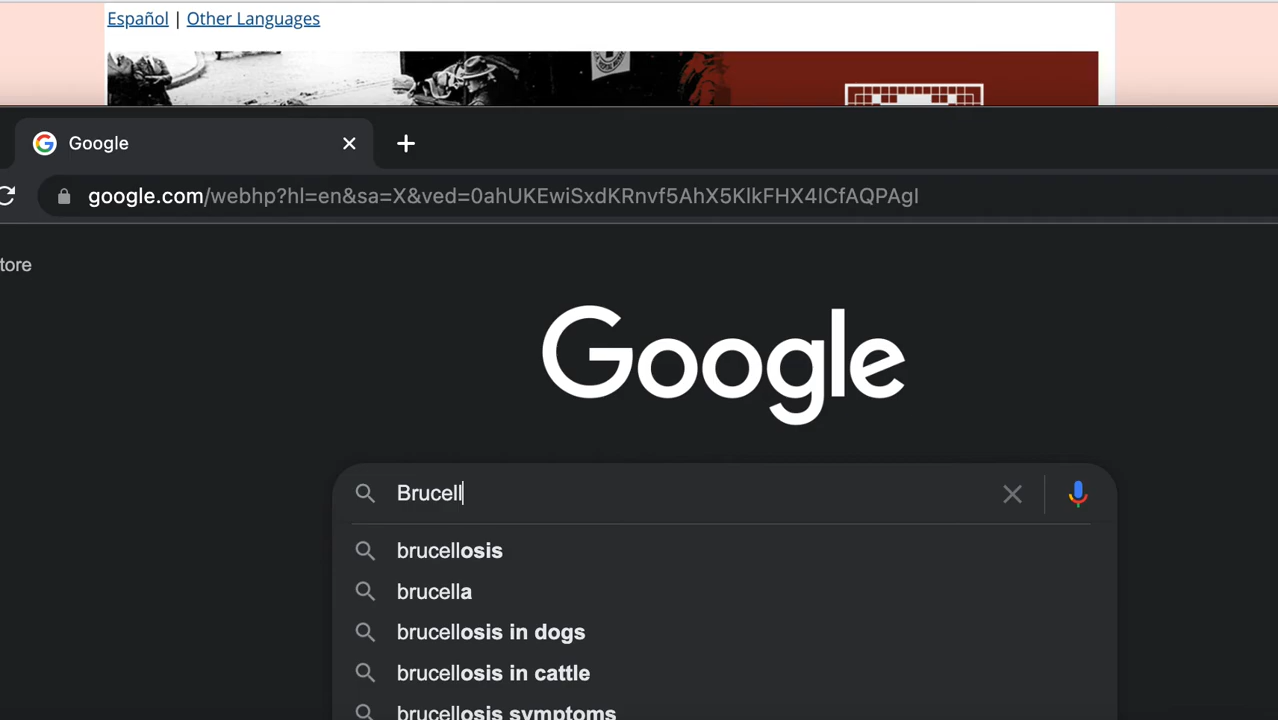 Español | Other Languages
Google
google.com/webhp?hl=en&sa=X&ved=0ahUKEwiSxdKRnvf5AhX5KlkFHX4ICfAQPAgI
tore
Google
Brucell
brucellosis
brucella
brucellosis in dogs
brucellosis in cattle
brucellosis symptoms